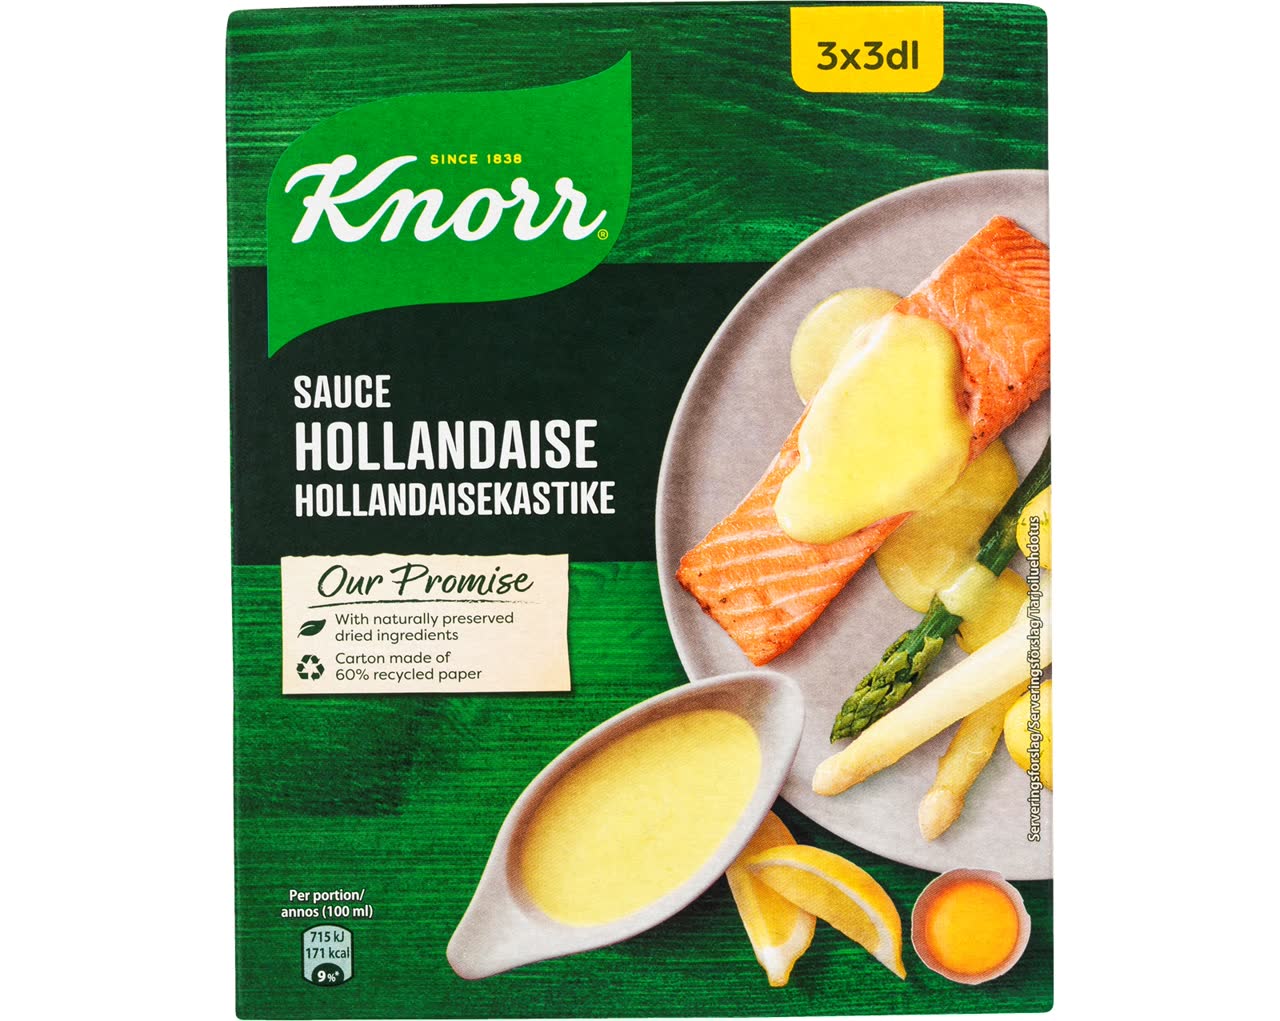 3x3dl
SINCE 1838
Knorr®
SAUCE
HOLLANDAISE
HOLLANDAISEKASTIKE
Our Promise
With naturally preserved
dried ingredients
Carton made of
60% recycled paper
Serveringsforslag/Serveringsförslag/Tarjoiluehdotus
Per portion/
annos (100 ml)
715 kJ
171 kcal
9%*